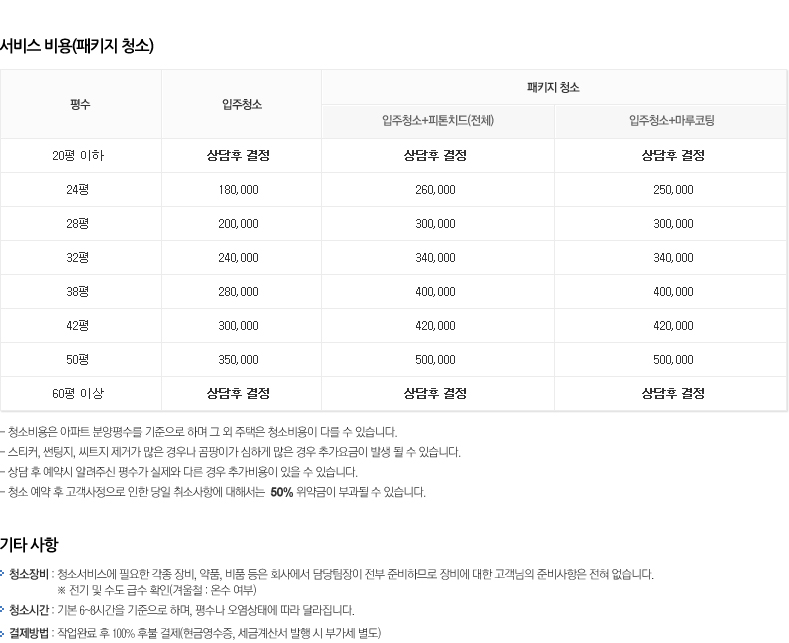 서비스 비용(패키지 청소)
평수 입주청소 패키지 청소
입주청소+피톤치드(전체) 입주청소+마루코팅
20평 이하 상담후 결정 상담후 결정 상담후 결정
24평 180,000 260,000 250,000
28평 200,000 300,000 300,000
32평 240,000 340,000 340,000
38평 280,000 400,000 400,000
42평 300,000 420,000 420,000
50평 350,000 500,000 500,000
60평 이상 상담후 결정 상담후 결정 상담후 결정
- 청소비용은 아파트 분양평수를 기준으로 하며 그 외 주택은 청소비용이 다를 수 있습니다.
- 스티커, 썬팅지, 씨트지 제거가 많은 경우나 곰팡이가 심하게 많은 경우 추가요금이 발생 될 수 있습니다.
- 상담 후 예약시 알려주신 평수가 실제와 다른 경우 추가비용이 있을 수 있습니다.
- 청소 예약 후 고객사정으로 인한 당일 취소사항에 대해서는 50% 위약금이 부과될 수 있습니다.
기타 사항
청소장비 : 청소서비스에 필요한 각종 장비, 약품, 비품 등은 회사에서 담당팀장이 전부 준비하므로 장비에 대한 고객님의 준비사항은 전혀 없습니다.
※ 전기 및 수도 급수 확인(겨울철 : 온수 여부)
청소시간 : 기본 6~8시간을 기준으로 하며, 평수나 오염상태에 따라 달라집니다.
결제방법 : 작업완료 후 100% 후불 결제(현금영수증, 세금계산서 발행 시 부가세 별도)